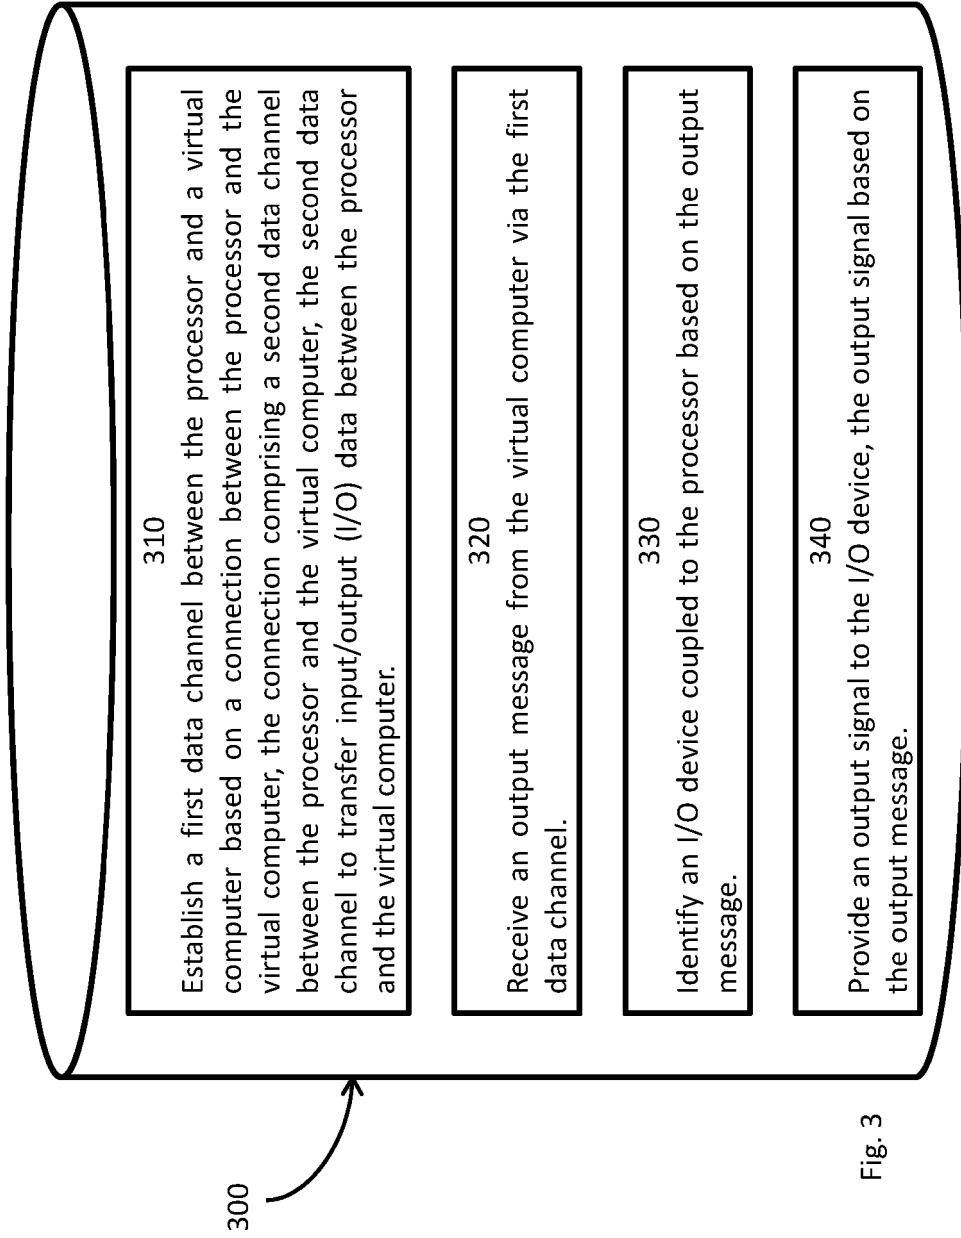 310
Establish a first data channel between the processor and a virtual
computer based on a connection between the processor and the
virtual computer, the connection comprising a second data channel
between the processor and the virtual computer, the second data
channel to transfer input/output (I/O) data between the processor
and the virtual computer.
320
Receive an output message from the virtual computer via the first
data channel.
330
Identify an I/O device coupled to the processor based on the output
message.
340
Provide an output signal to the I/O device, the output signal based on
the output message.
300
Fig. 3